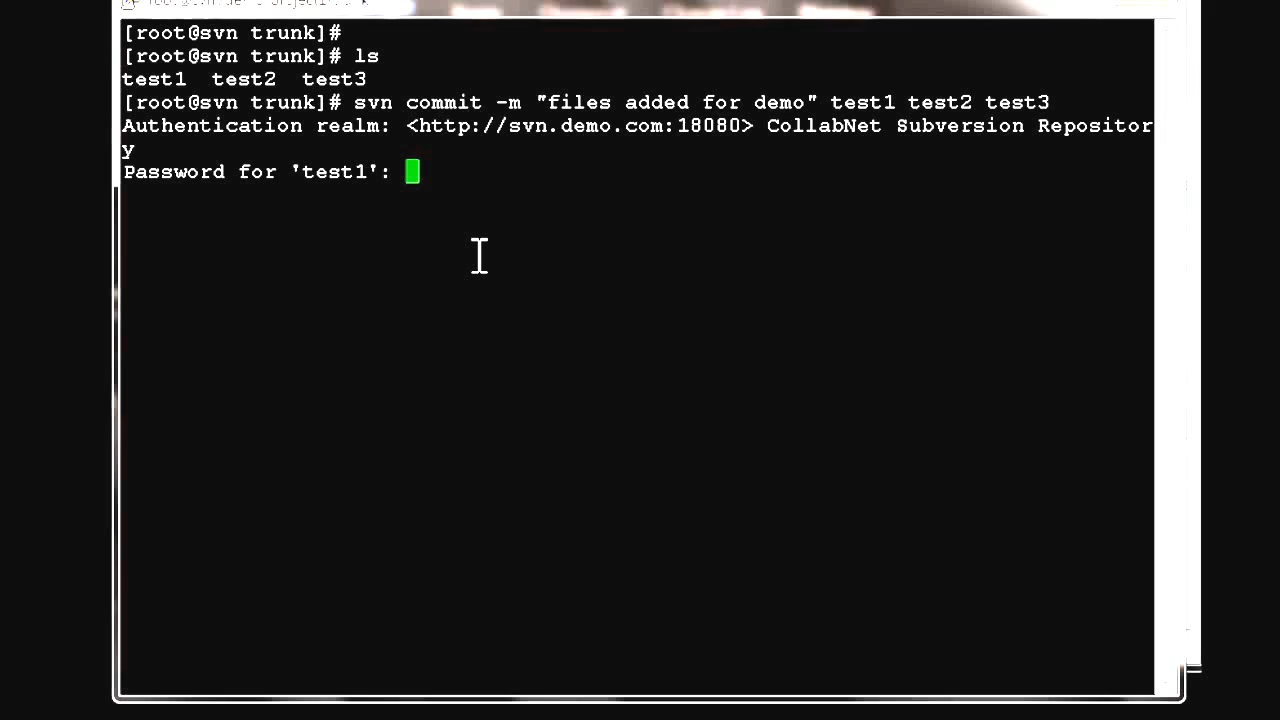 [root@svn trunk]#
[root@svn trunk]# ls
test1 test2 test3
[root@svn trunk]# svn commit -m "files added for demo" test1 test2 test3
Authentication realm: <http://svn.demo.com:18080> CollabNet Subversion Repositor
y
Password for 'test1':